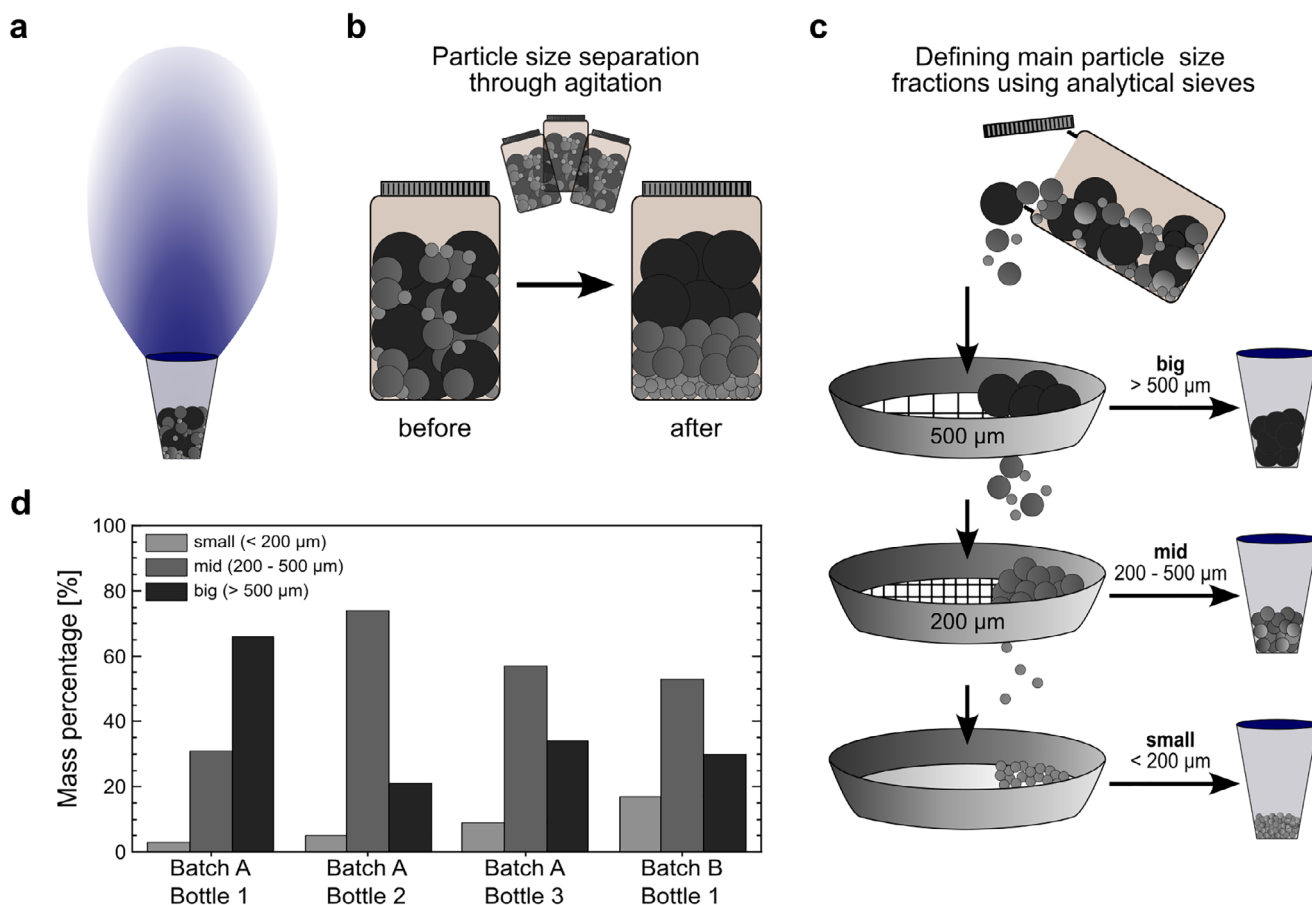 a
b
Particle size separation
through agitation
before
after
c
Defining main particle size
fractions using analytical sieves
500 µm
big
> 500 µm
200 µm
mid
200 - 500 µm
small
< 200 µm
d
Mass percentage [%]
100
80
60
40
20
0
small (< 200 µm)
mid (200 - 500 µm)
big (> 500 µm)
Batch A
Bottle 1
Batch A
Bottle 2
Batch A
Bottle 3
Batch B
Bottle 1